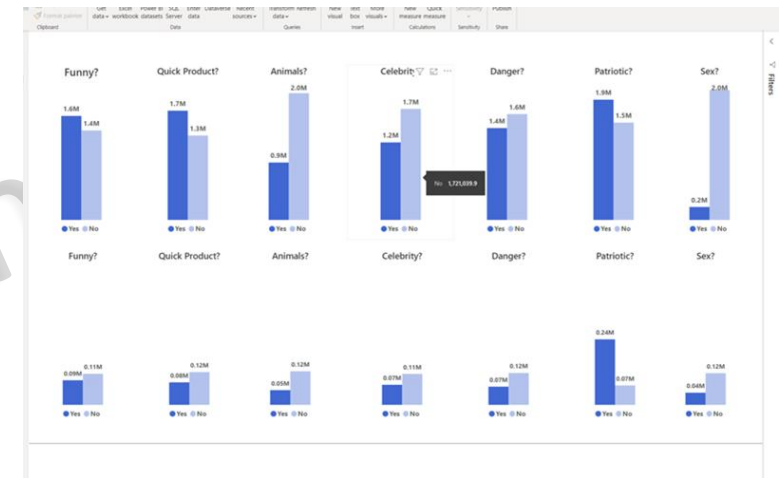 Get Excel Power BI SQL Enter Dataverse Recent Transform Refresh New Text More New Quick Sensitivity Publish
Format painter data workbook datasets Server data sources data visual box visuals measure measure
Clipboard Data Queries Insert Calculations Sensitivity Share
Funny? Quick Product? Animals? Celebrity Danger? Patriotic? Sex?
1.6M 1.4M 1.7M 1.3M 0.9M 2.0M 1.2M 1.7M 1.4M 1.6M 1.9M 1.5M 0.2M 2.0M
No 1,721,039.9
Yes No Yes No Yes No Yes No Yes No Yes No Yes No
Funny? Quick Product? Animals? Celebrity? Danger? Patriotic? Sex?
0.09M 0.11M 0.08M 0.12M 0.05M 0.12M 0.07M 0.11M 0.07M 0.12M 0.24M 0.07M 0.04M 0.12M
Yes No Yes No Yes No Yes No Yes No Yes No Yes No
Filters